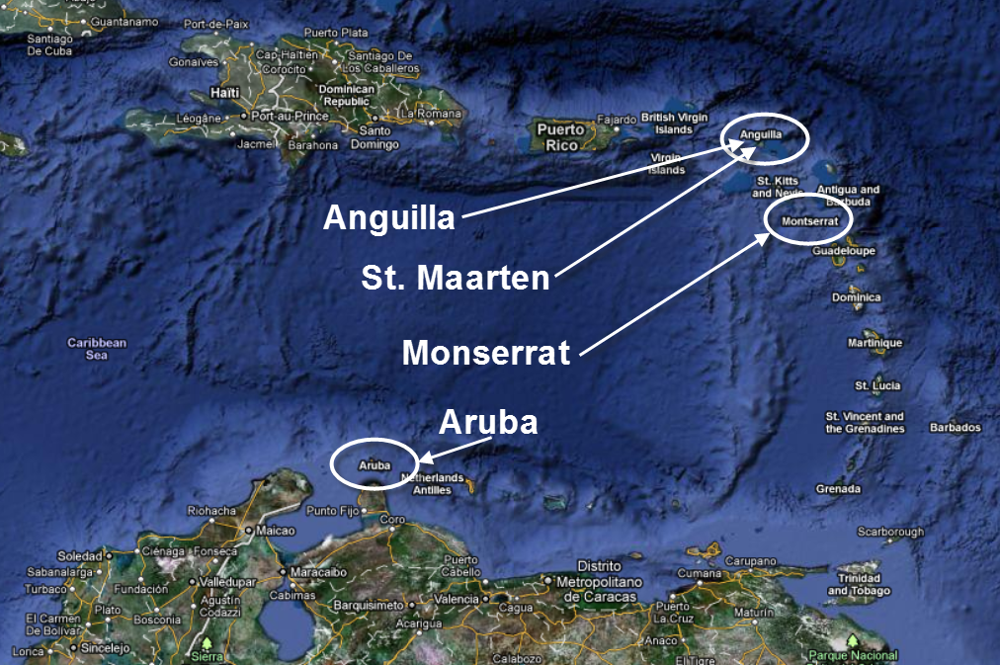 Guantanamo
Santiago
De Cuba
Port-de-Paix
Puerto Plata
Gonaïves
Cap-Haïtien
Corocito
Santiago De
Los Caballeros
Haïti
Dominican
Republic
Léogâne
Port-au-Prince
La Romana
Jacmel
Barahona
Santo
Domingo
Puerto
Rico
Fajardo
British Virgin
Islands
Virgin
Islands
Anguilla
St. Kitts
and Nevis
Antigua and
Barbuda
Montserrat
Guadeloupe
Anguilla
St. Maarten
Monserrat
Aruba
Dominica
Martinique
St. Lucia
St. Vincent and
the Grenadines
Barbados
Grenada
Caribbean
Sea
Aruba
Netherlands
Antilles
Riohacha
Punto Fijo
Coro
Maicao
Scarborough
Soledad
Ciénaga
Fonseca
Sabanalarga
Turbaco
Fundación
Valledupar
Maracaibo
Cabimas
Plato
Agustín
Codazzi
El Carmen
De Bolívar
Bosconia
Lonca
Sincelejo
Sierra
Puerto
Cabello
Distrito
Metropolitano
de Caracas
Barquisimeto
Valencia
Cagua
Acarigua
Calabozo
Cumana
Carupano
Trinidad
and Tobago
Puerto
La Cruz
Maturín
Anaco
El Tigre
Parque Nacional